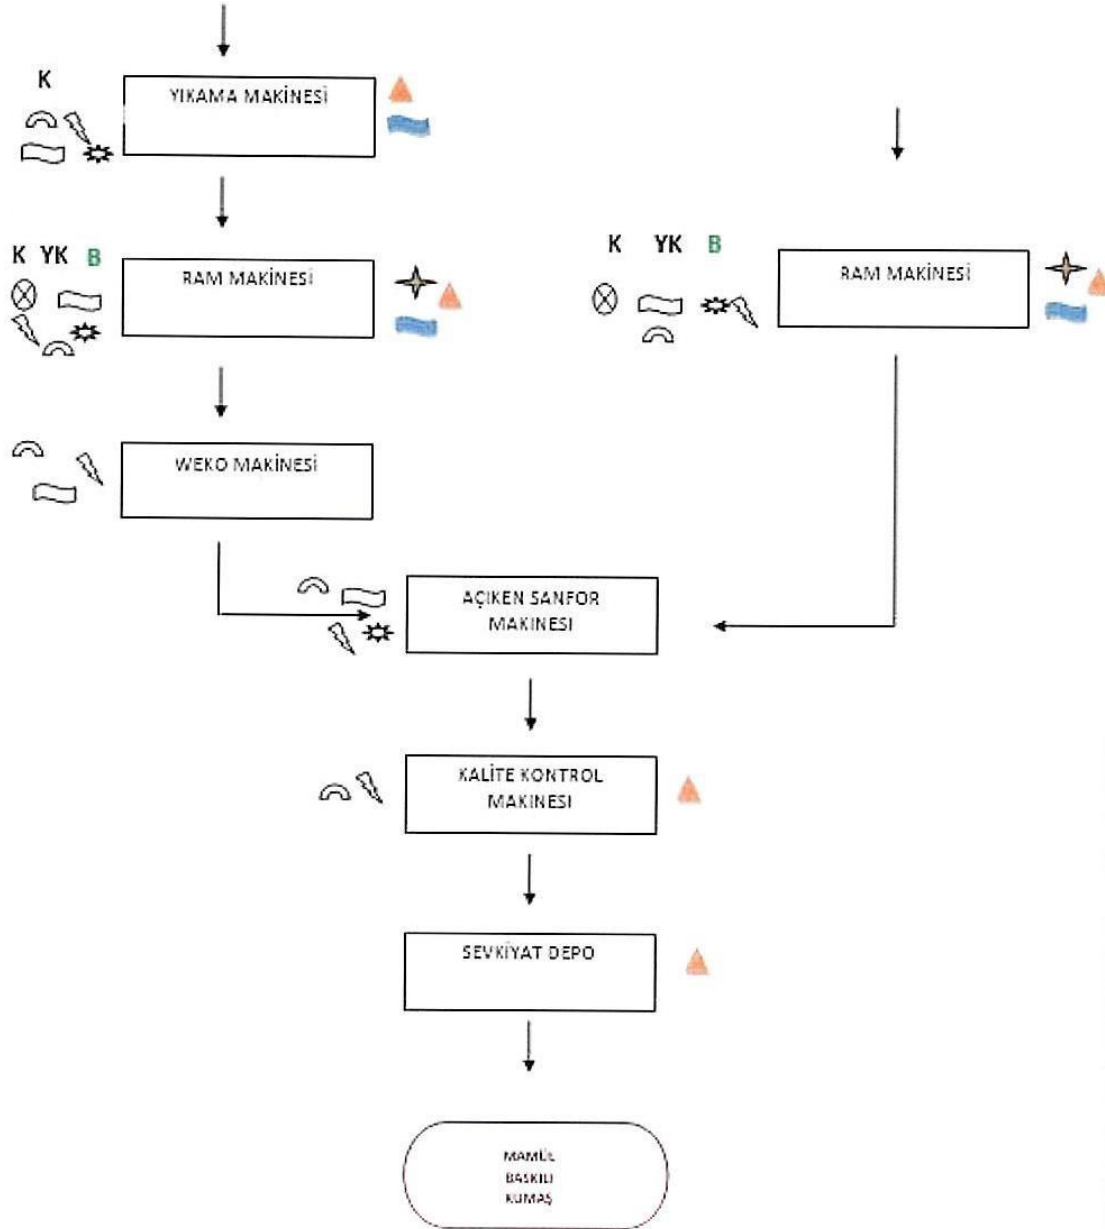 K
YIKAMA MAKİNESİ
K YK B
RAM MAKİNESİ
K YK B
RAM MAKİNESİ
WEKO MAKİNESİ
AÇIKEN SANFOR
MAKİNESİ
KALİTE KONTROL
MAKİNESİ
SEVKİYAT DEPO
MAMÜL
BASKILI
KUMAŞ